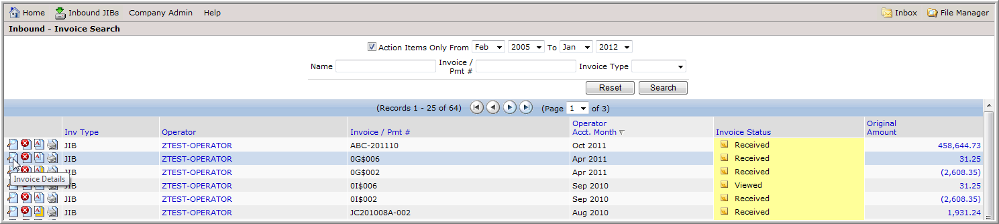 Home Inbound JIBs Company Admin Help Inbox File Manager
Inbound - Invoice Search
Action Items Only From Feb 2005 To Jan 2012
Name Invoice / Pmt # Invoice Type
Reset Search
(Records 1 - 25 of 64) (Page 1 of 3)
Inv Type Operator Invoice / Pmt # Operator Acct. Month Invoice Status Original Amount
JIB ZTEST-OPERATOR ABC-201110 Oct 2011 Received 458,644.73
JIB ZTEST-OPERATOR 0G$006 Apr 2011 Received 31.25
JIB ZTEST-OPERATOR 0G$002 Apr 2011 Received (2,608.35)
Invoice Details
JIB ZTEST-OPERATOR 0I$006 Sep 2010 Viewed 31.25
JIB ZTEST-OPERATOR 0I$002 Sep 2010 Received (2,608.35)
JIB ZTEST-OPERATOR JC201008A-002 Aug 2010 Received 1,931.24